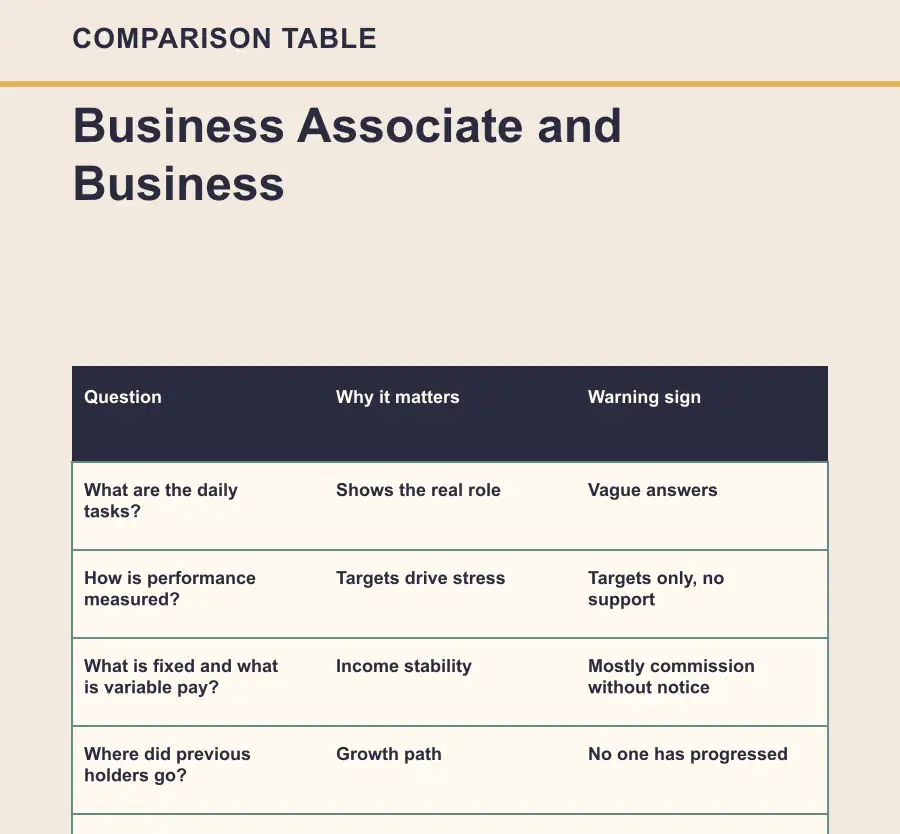 COMPARISON TABLE
Business Associate and
Business
Question
Why it matters
Warning sign
What are the daily
tasks?
Shows the real role
Vague answers
How is performance
measured?
Targets drive stress
Targets only, no
support
What is fixed and what
is variable pay?
Income stability
Mostly commission
without notice
Where did previous
holders go?
Growth path
No one has progressed